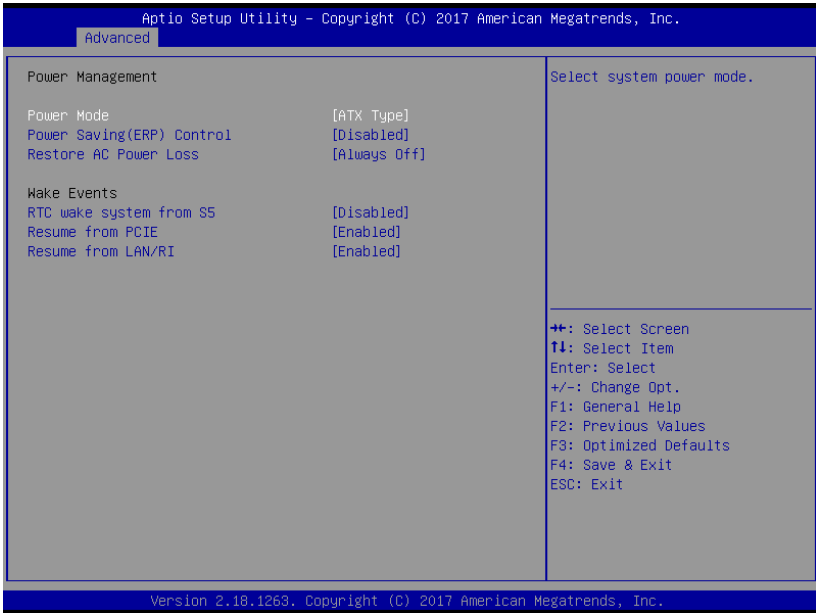 Aptio Setup Utility – Copyright (C) 2017 American Megatrends, Inc.
Advanced
Power Management
Select system power mode.
Power Mode [ATX Type]
Power Saving(ERP) Control [Disabled]
Restore AC Power Loss [Always Off]
Wake Events
RTC wake system from S5 [Disabled]
Resume from PCIE [Enabled]
Resume from LAN/RI [Enabled]
→←: Select Screen
↑↓: Select Item
Enter: Select
+/-: Change Opt.
F1: General Help
F2: Previous Values
F3: Optimized Defaults
F4: Save & Exit
ESC: Exit
Version 2.18.1263. Copyright (C) 2017 American Megatrends, Inc.